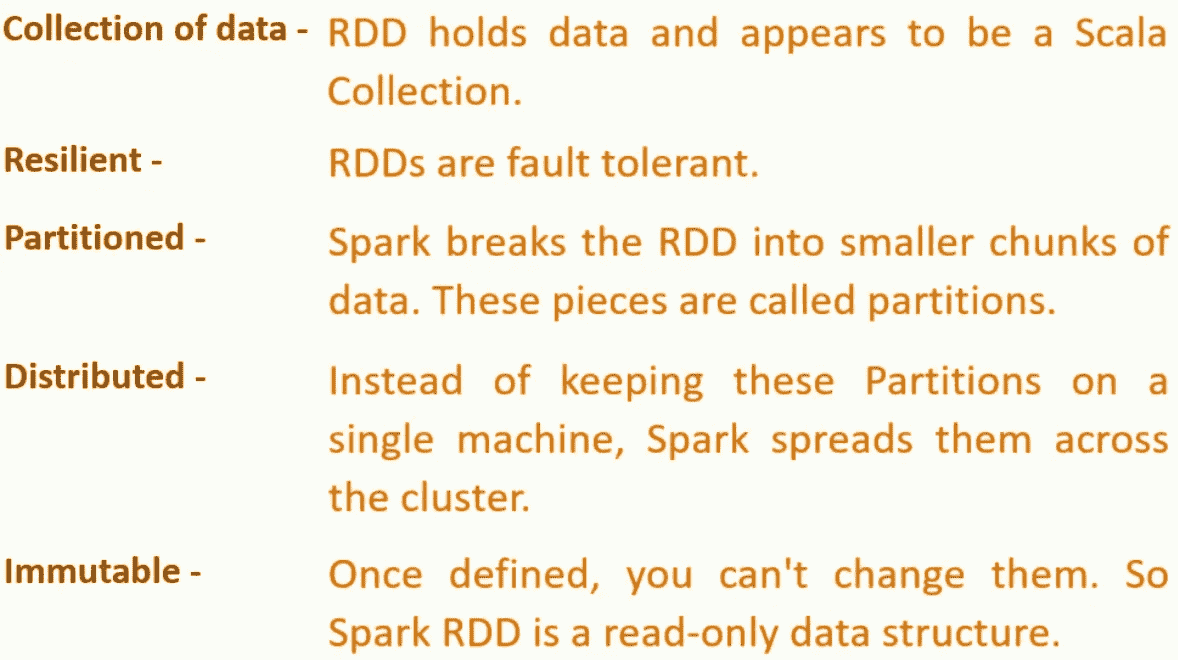 Collection of data - RDD holds data and appears to be a Scala
Collection.
Resilient - RDDs are fault tolerant.
Partitioned - Spark breaks the RDD into smaller chunks of
data. These pieces are called partitions.
Distributed - Instead of keeping these Partitions on a
single machine, Spark spreads them across
the cluster.
Immutable - Once defined, you can't change them. So
Spark RDD is a read-only data structure.